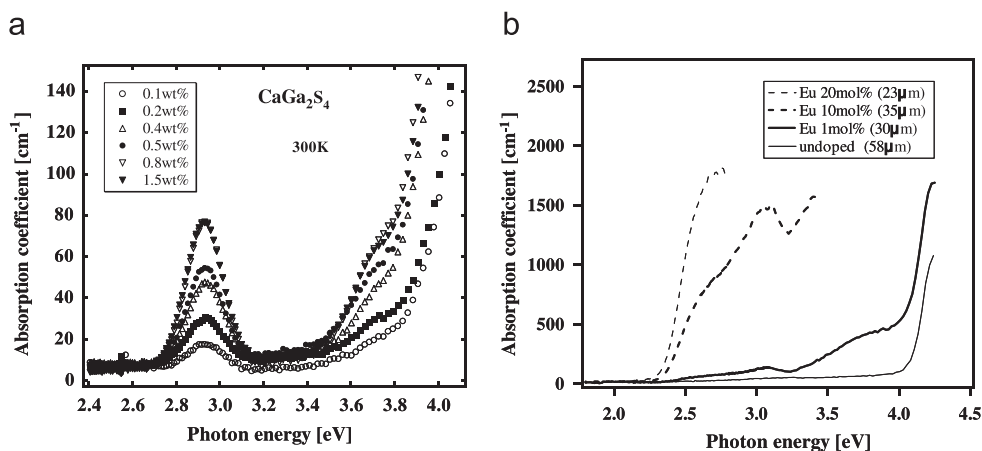 a
Absorption coefficient [cm⁻¹]
140
120
100
80
60
40
20
0
0.1wt%
0.2wt%
0.4wt%
0.5wt%
0.8wt%
1.5wt%
CaGa₂S₄
300K
2.4 2.6 2.8 3.0 3.2 3.4 3.6 3.8 4.0
Photon energy [eV]
b
Absorption coefficient [cm⁻¹]
2500
2000
1500
1000
500
0
Eu 20mol% (23μm)
Eu 10mol% (35μm)
Eu 1mol% (30μm)
undoped (58μm)
2.0 2.5 3.0 3.5 4.0 4.5
Photon energy [eV]